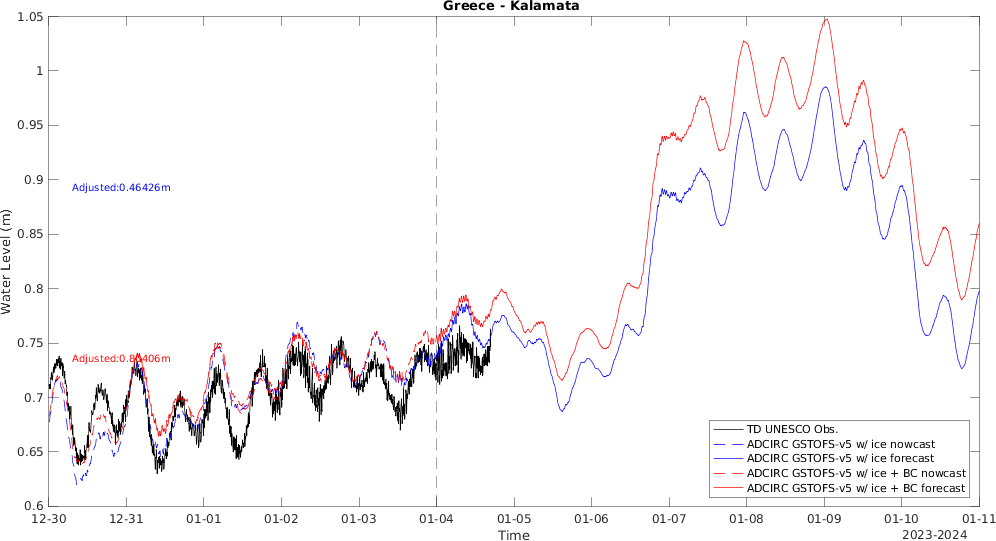 Greece - Kalamata
1.05
1
0.95
0.9
0.85
0.8
0.75
0.7
0.65
0.6
Water Level (m)
Adjusted:0.46426m
TD UNESCO Obs.
ADCIRC GSTOFS-v5 w/ ice nowcast
ADCIRC GSTOFS-v5 w/ ice forecast
ADCIRC GSTOFS-v5 w/ ice + BC nowcast
ADCIRC GSTOFS-v5 w/ ice + BC forecast
12-30 12-31 01-01 01-02 01-03 01-04 01-05 01-06 01-07 01-08 01-09 01-10 01-11
Time
2023-2024